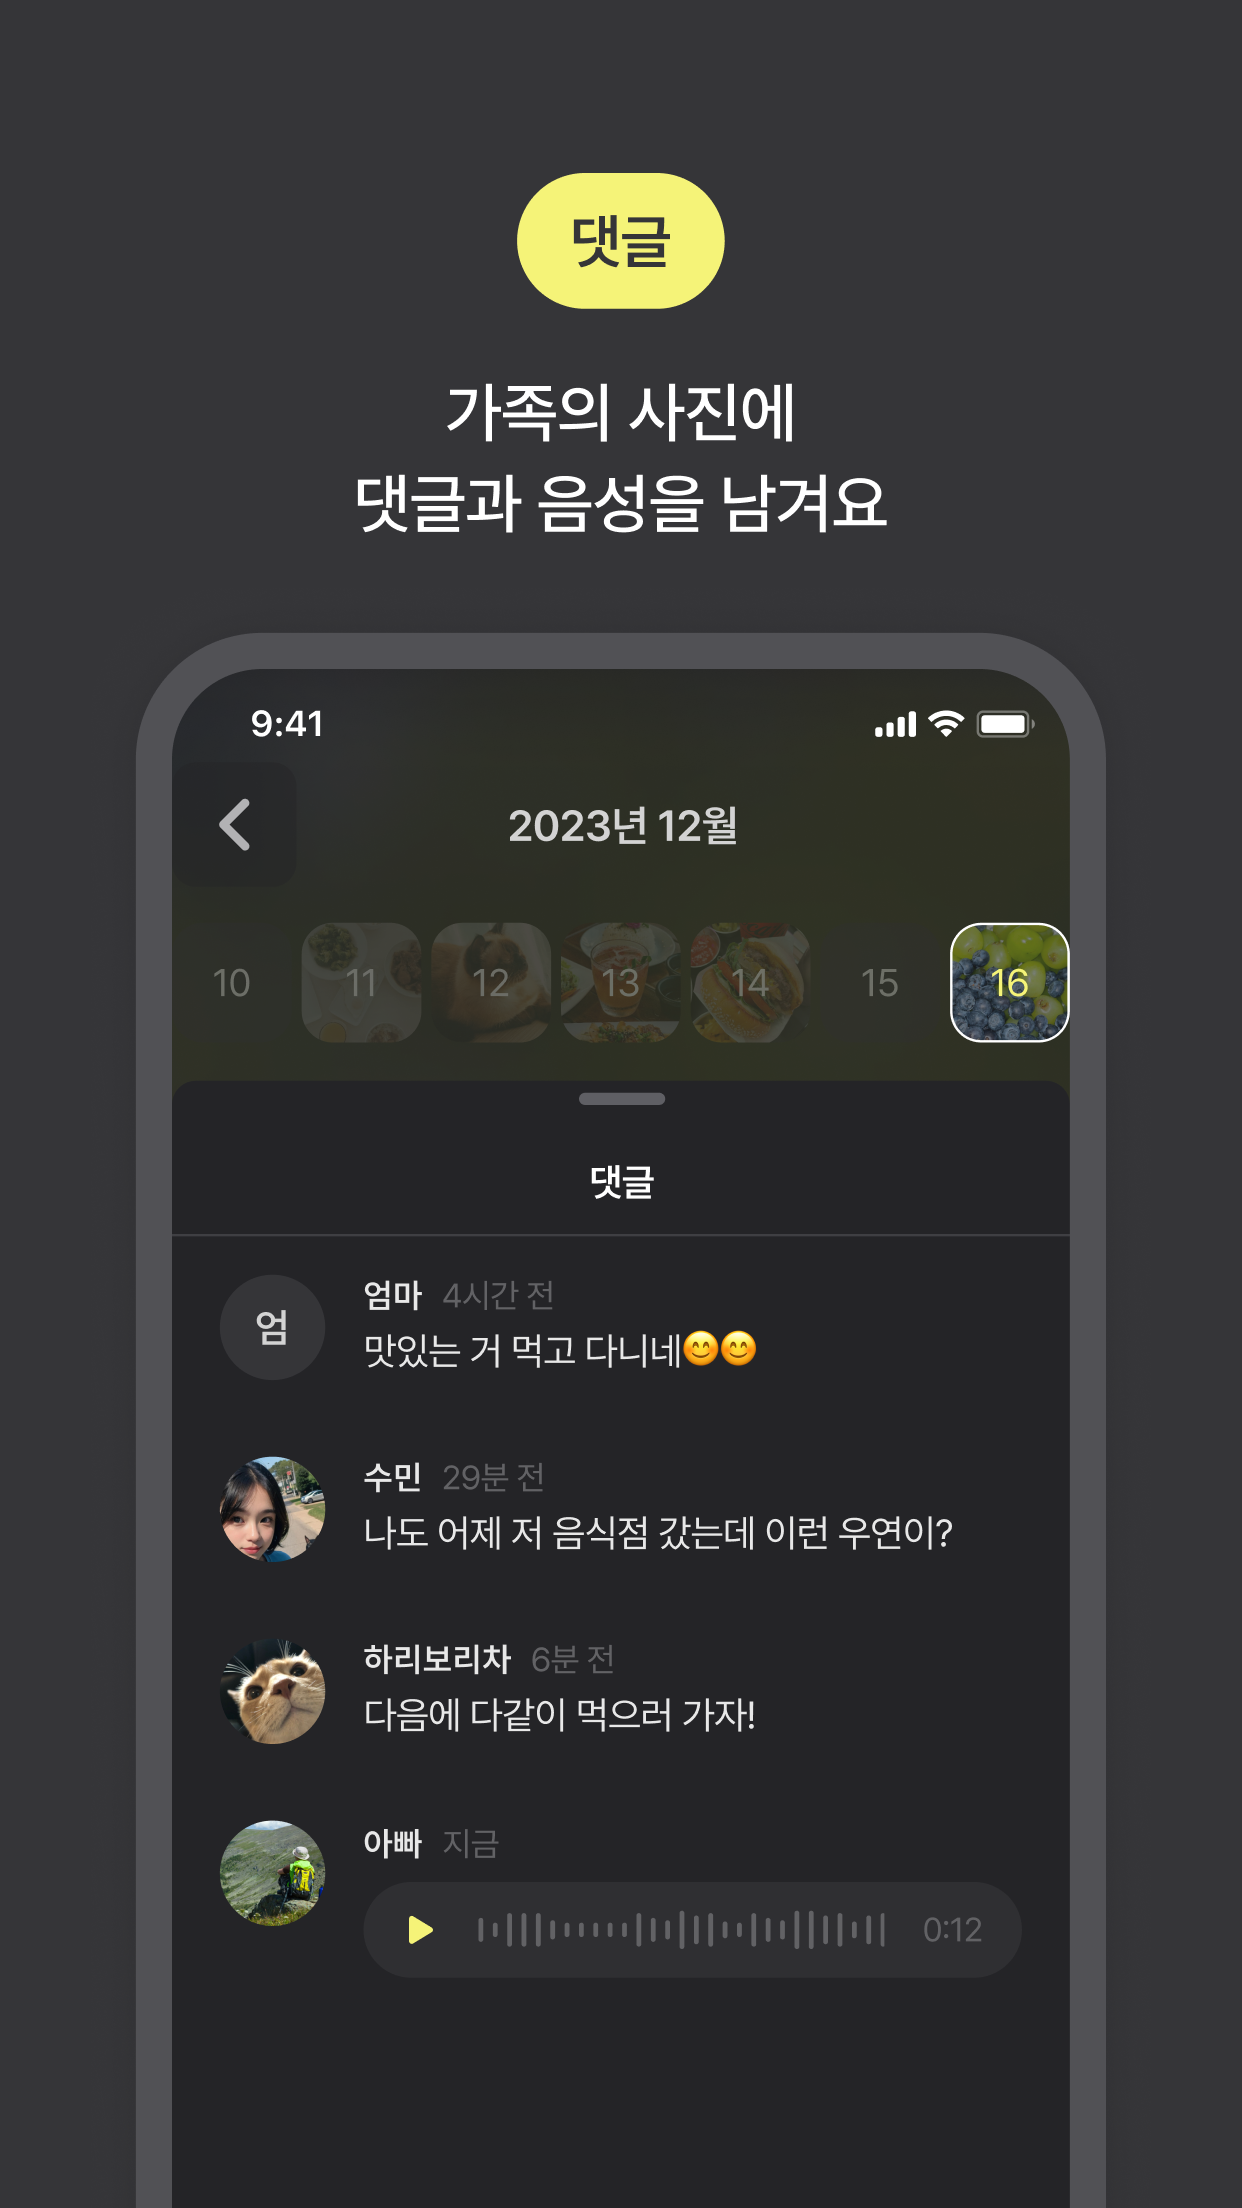 댓글
가족의 사진에
댓글과 음성을 남겨요
9:41
2023년 12월
10 11 12 13 14 15 16
댓글
엄
엄마 4시간 전
맛있는 거 먹고 다니네😊😊
수민 29분 전
나도 어제 저 음식점 갔는데 이런 우연이?
하리보리차 6분 전
다음에 다같이 먹으러 가자!
아빠 지금
0:12